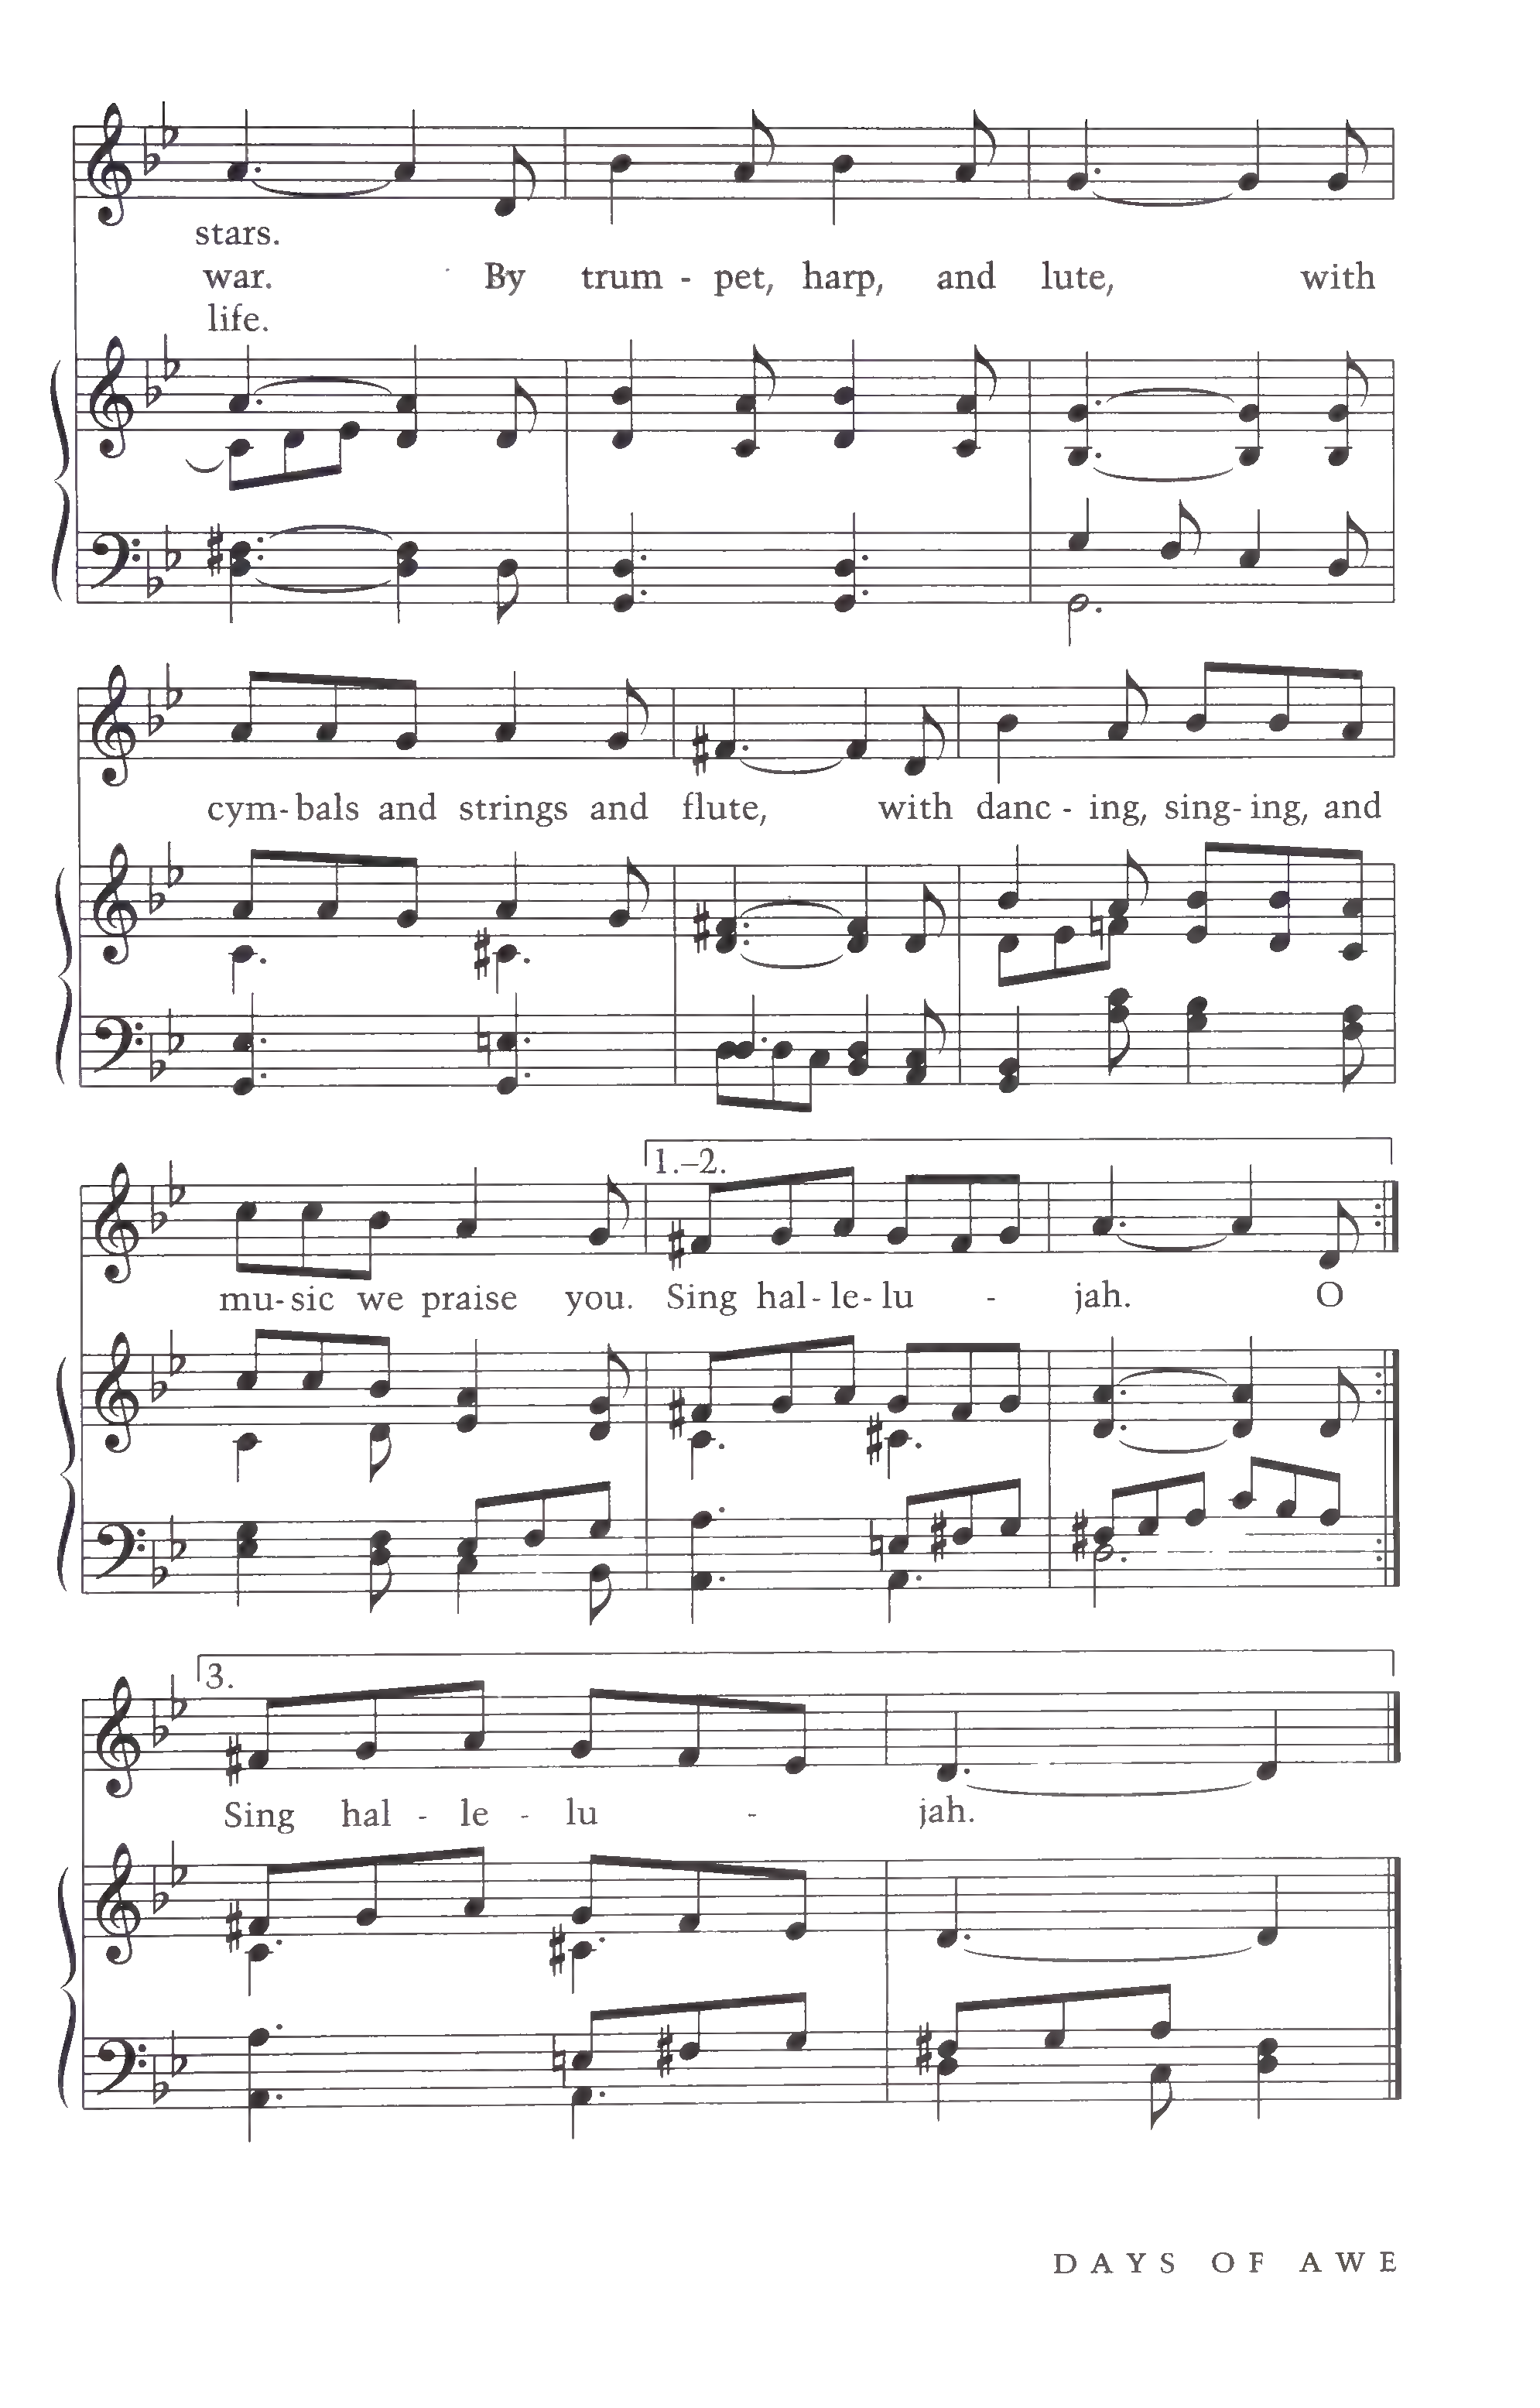 stars.
war. By trum - pet, harp, and lute, with
life.
cym - bals and strings and flute, with danc - ing, sing - ing, and
1.–2.
mu - sic we praise you. Sing hal - le - lu - jah. O
3.
Sing hal - le - lu - jah.
DAYS OF AWE